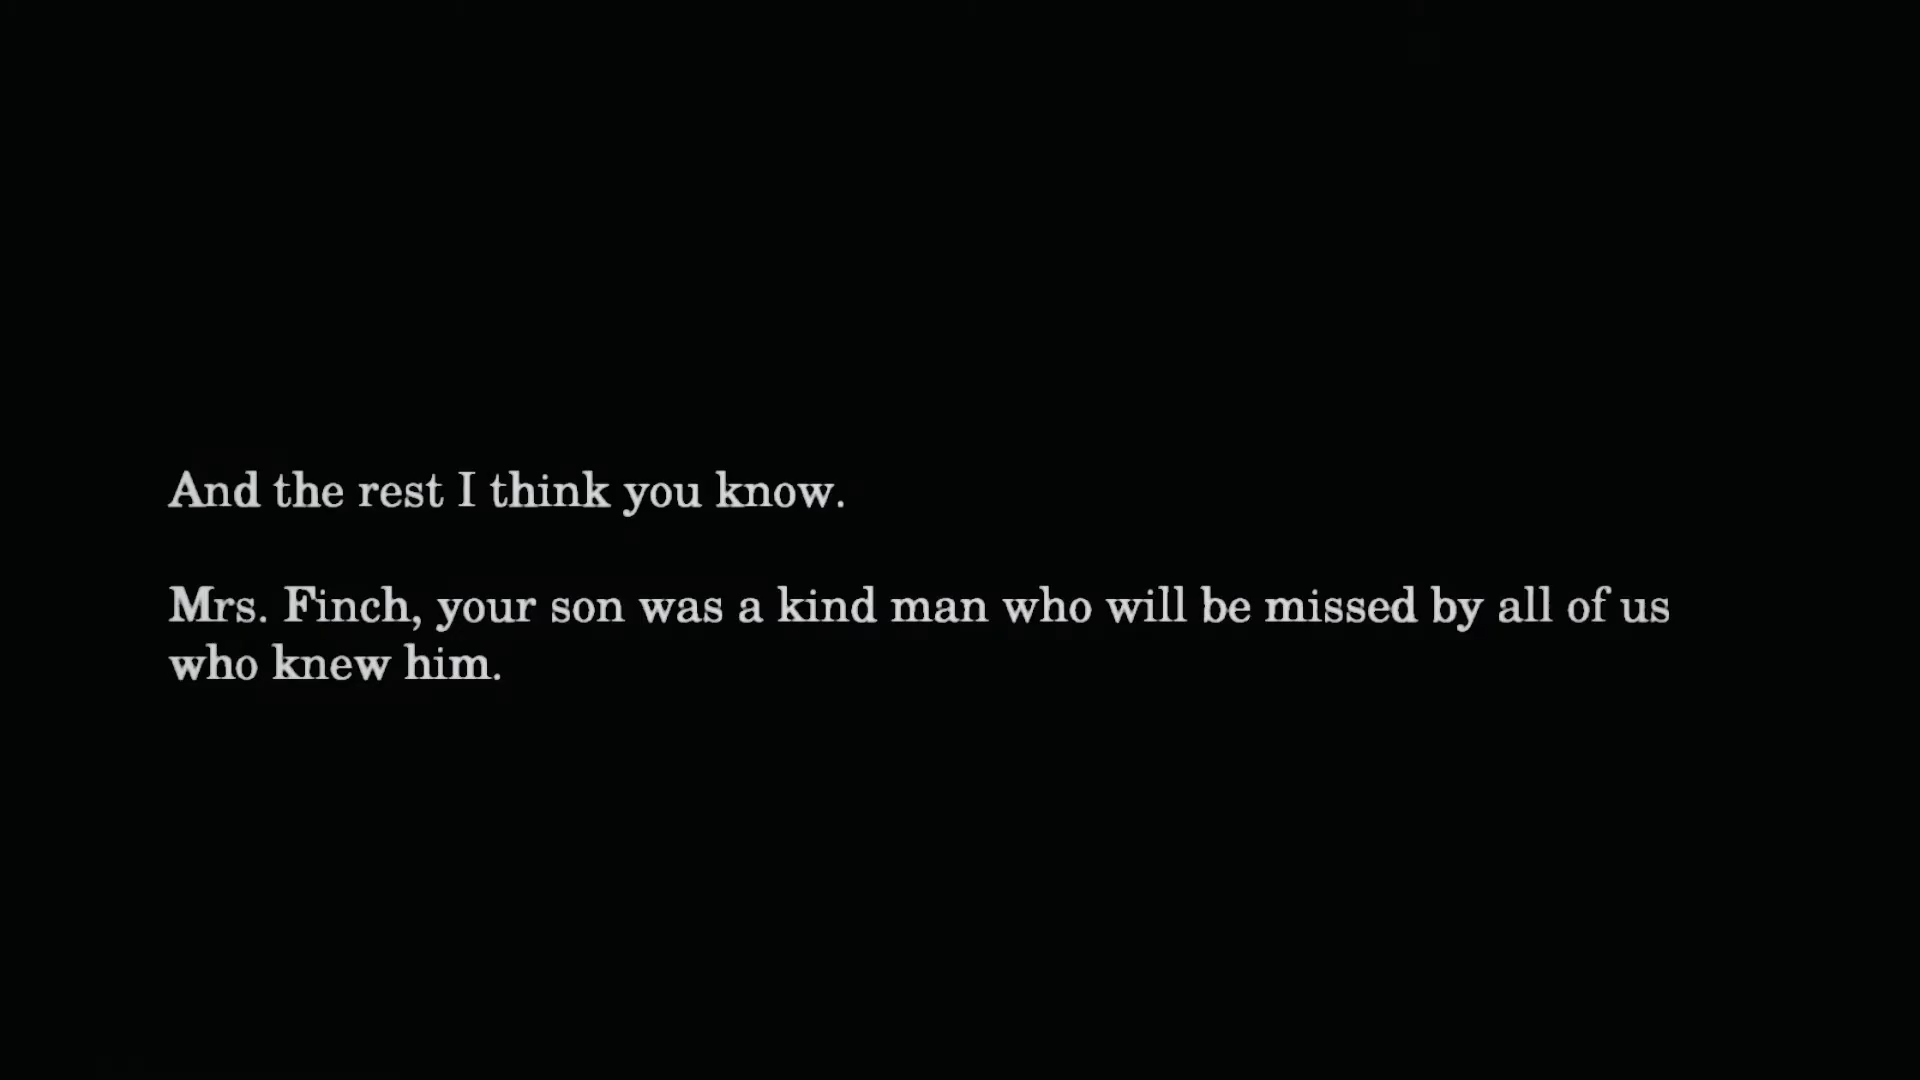 And the rest I think you know.
Mrs. Finch, your son was a kind man who will be missed by all of us
who knew him.